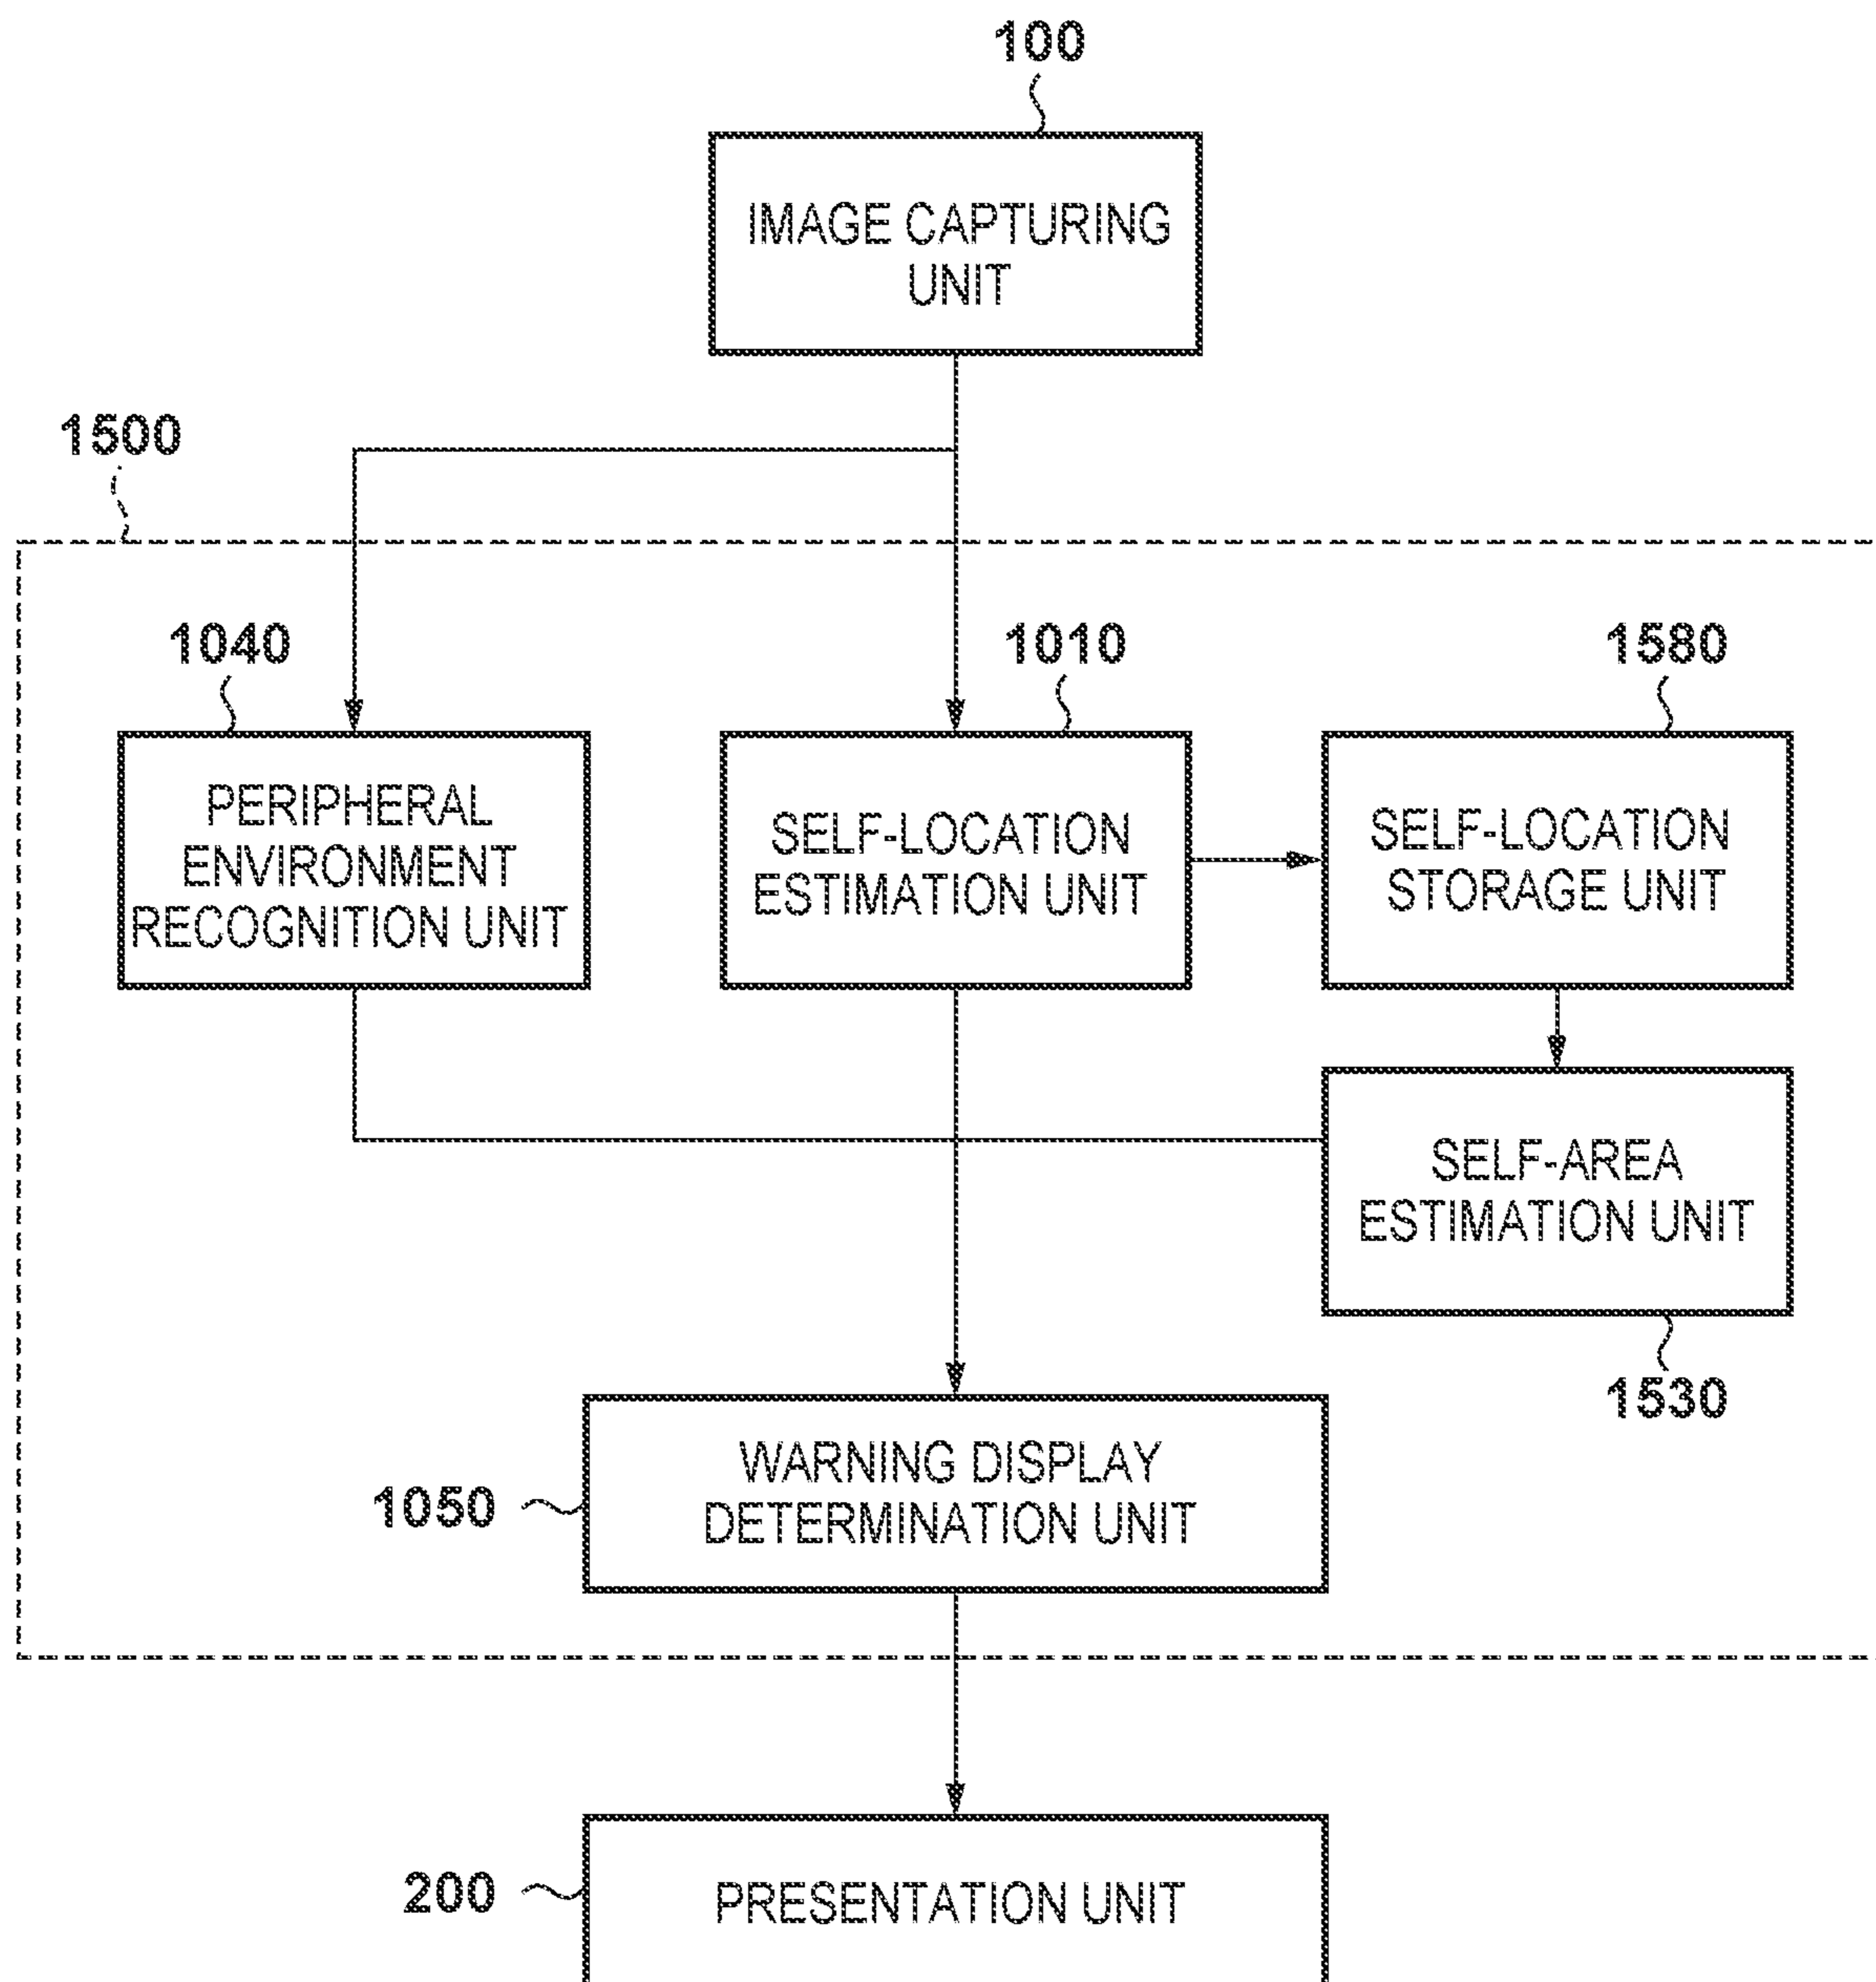 100
IMAGE CAPTURING
UNIT
1500
1040
1010
1580
PERIPHERAL
ENVIRONMENT
RECOGNITION UNIT
SELF-LOCATION
ESTIMATION UNIT
SELF-LOCATION
STORAGE UNIT
SELF-AREA
ESTIMATION UNIT
1530
WARNING DISPLAY
DETERMINATION UNIT
1050
PRESENTATION UNIT
200